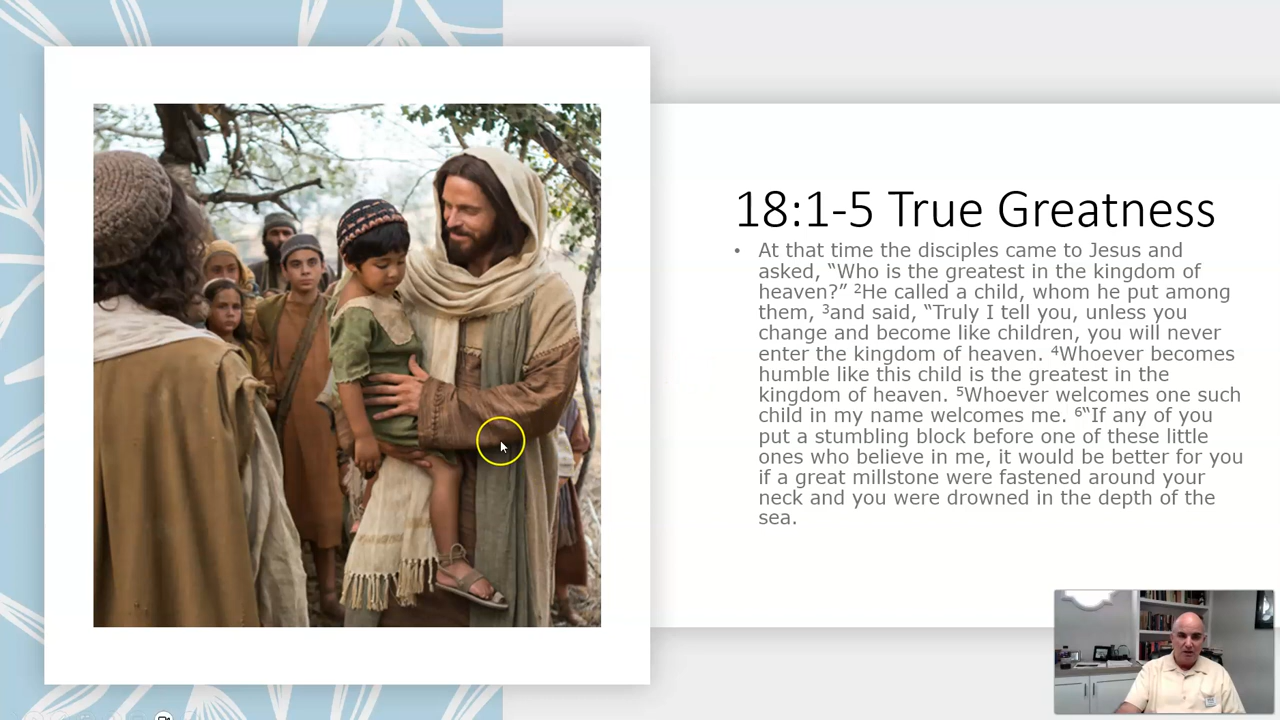 18:1-5 True Greatness
• At that time the disciples came to Jesus and
asked, “Who is the greatest in the kingdom of
heaven?” ²He called a child, whom he put among
them, ³and said, “Truly I tell you, unless you
change and become like children, you will never
enter the kingdom of heaven. ⁴Whoever becomes
humble like this child is the greatest in the
kingdom of heaven. ⁵Whoever welcomes one such
child in my name welcomes me. ⁶“If any of you
put a stumbling block before one of these little
ones who believe in me, it would be better for you
if a great millstone were fastened around your
neck and you were drowned in the depth of the
sea.